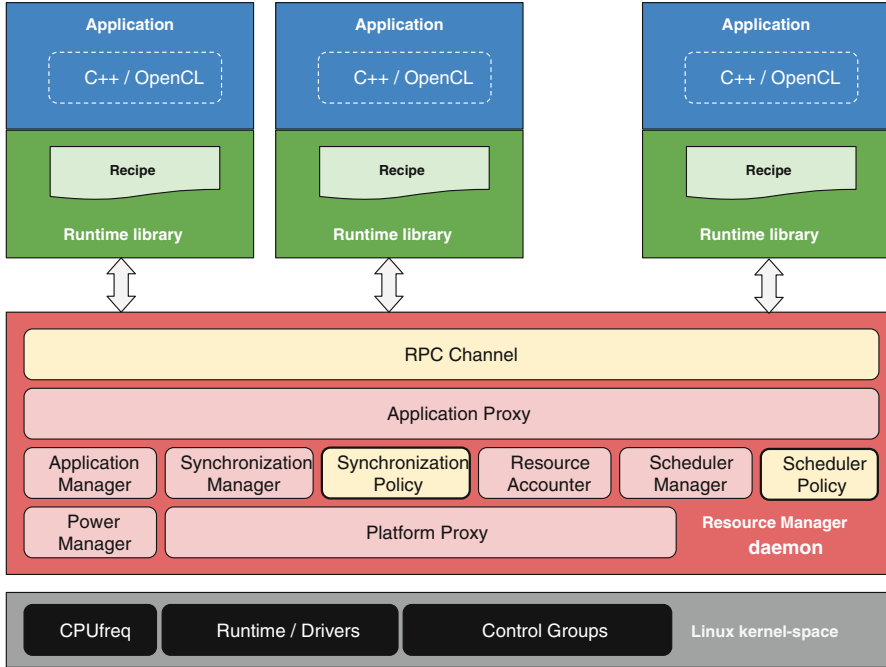 Application
Application
Application
C++ / OpenCL
C++ / OpenCL
C++ / OpenCL
Recipe
Recipe
Recipe
Runtime library
Runtime library
Runtime library
RPC Channel
Application Proxy
Application
Manager
Synchronization
Manager
Synchronization
Policy
Resource
Accounter
Scheduler
Manager
Scheduler
Policy
Power
Manager
Platform Proxy
Resource Manager
daemon
CPUfreq
Runtime / Drivers
Control Groups
Linux kernel-space